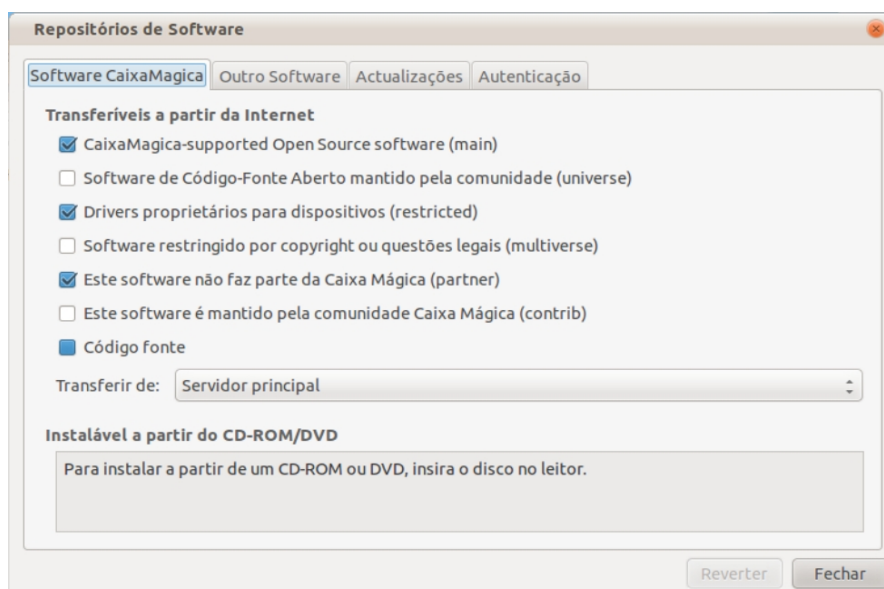 Repositórios de Software
Software CaixaMagica Outro Software Actualizações Autenticação
Transferíveis a partir da Internet
CaixaMagica-supported Open Source software (main)
Software de Código-Fonte Aberto mantido pela comunidade (universe)
Drivers proprietários para dispositivos (restricted)
Software restringido por copyright ou questões legais (multiverse)
Este software não faz parte da Caixa Mágica (partner)
Este software é mantido pela comunidade Caixa Mágica (contrib)
Código fonte
Transferir de: Servidor principal
Instalável a partir do CD-ROM/DVD
Para instalar a partir de um CD-ROM ou DVD, insira o disco no leitor.
Reverter Fechar